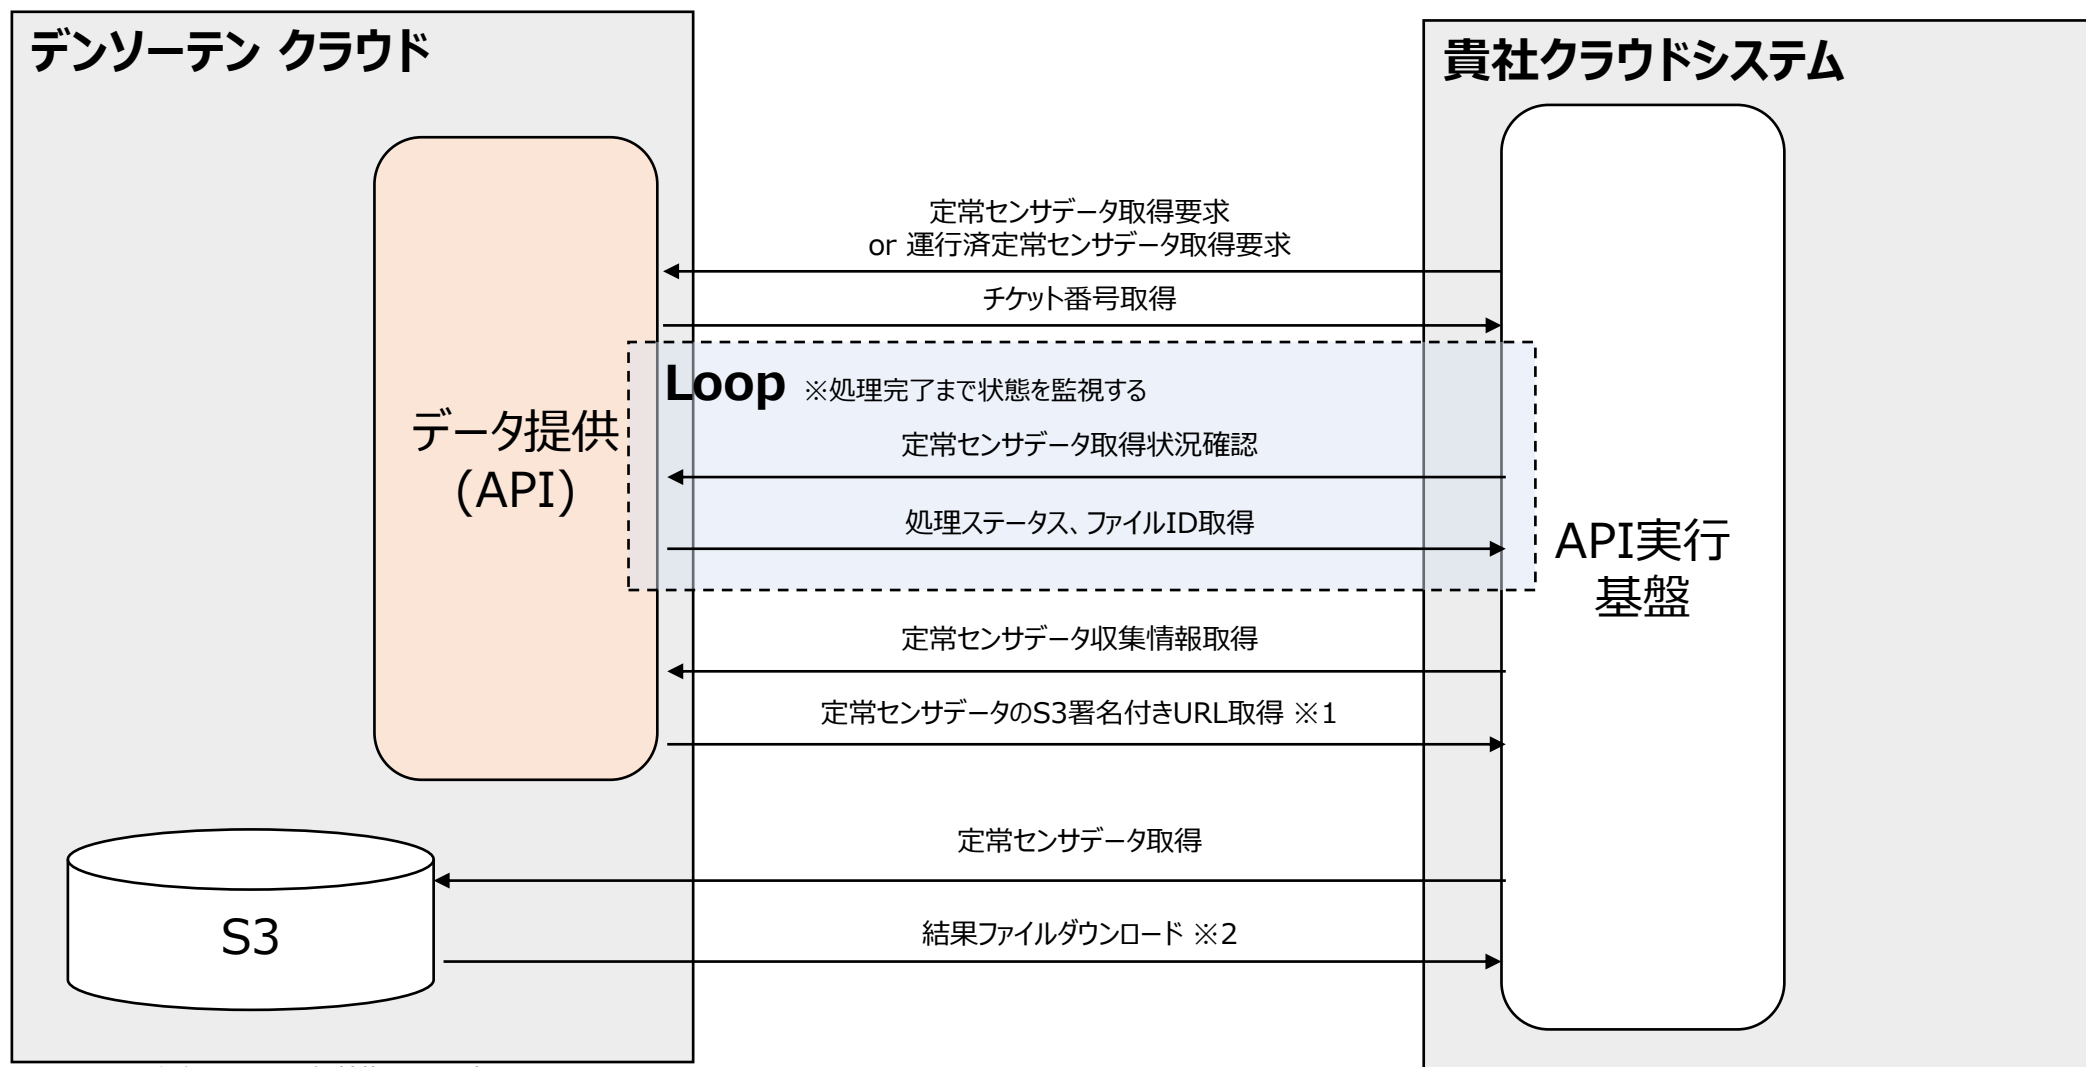 デンソーテン クラウド
貴社クラウドシステム
定常センサデータ取得要求
or 運行済定常センサデータ取得要求
チケット番号取得
Loop ※処理完了まで状態を監視する
データ提供
(API)
定常センサデータ取得状況確認
処理ステータス、ファイルID取得
API実行
基盤
定常センサデータ収集情報取得
定常センサデータのS3署名付きURL取得 ※1
定常センサデータ取得
S3
結果ファイルダウンロード ※2